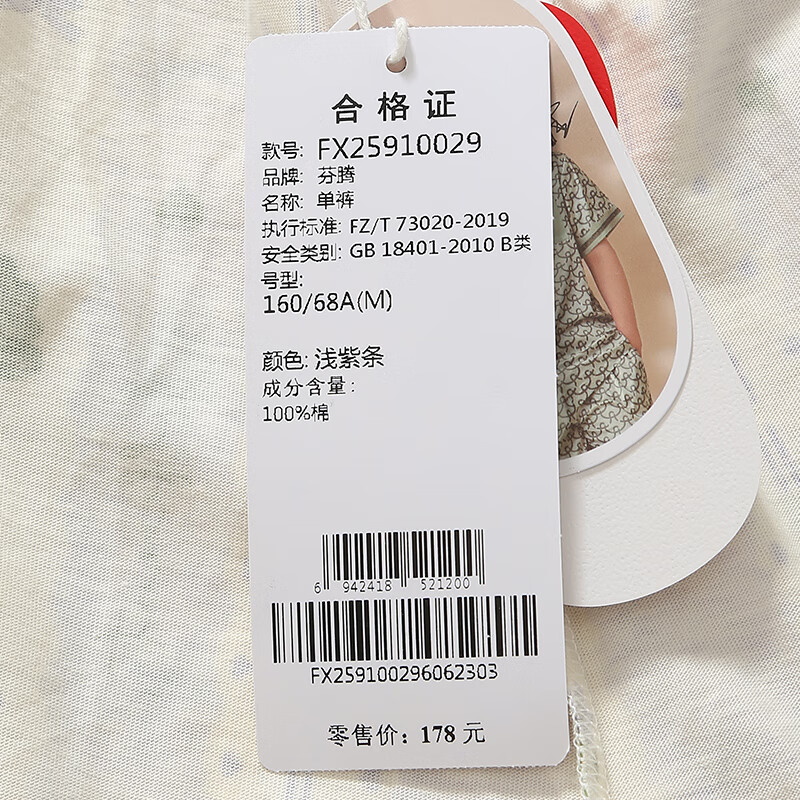 合格证
款号: FX25910029
品牌: 芬腾
名称: 单裤
执行标准: FZ/T 73020-2019
安全类别: GB 18401-2010 B类
号型:
160/68A(M)
颜色: 浅紫条
成分含量:
100%棉
6 942418 521200
FX259100296062303
零售价: 178 元